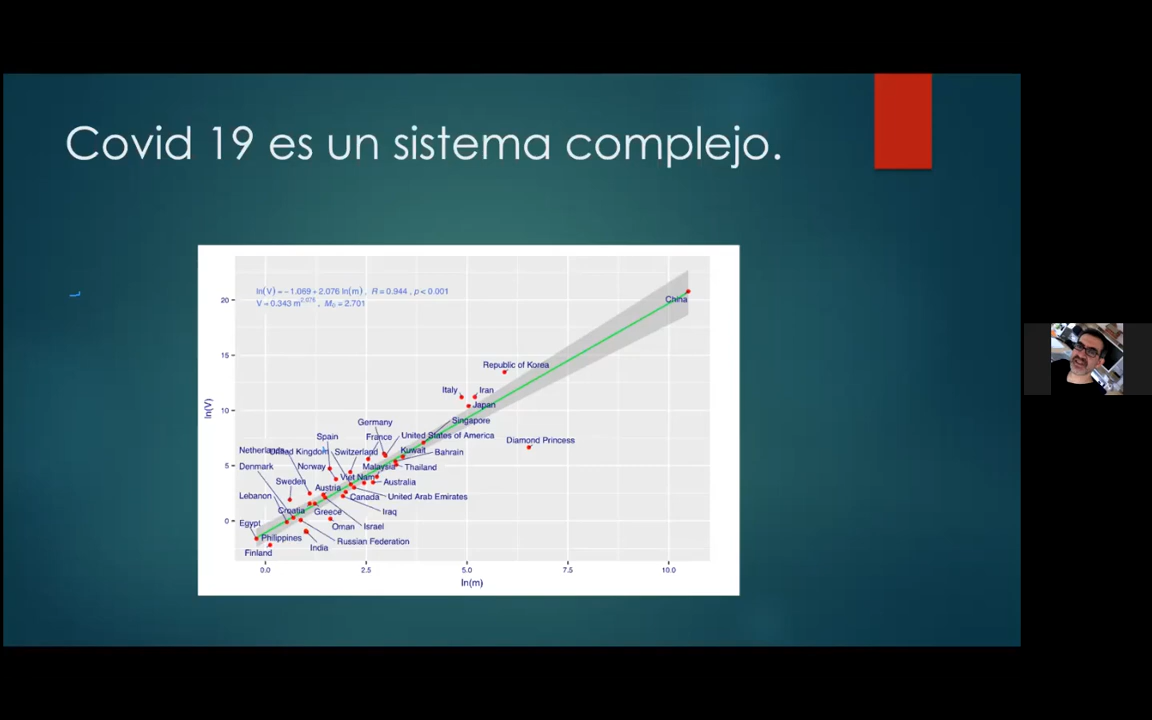 Covid 19 es un sistema complejo.
ln(V) = −1.069 + 2.076 ln(m) , R = 0.944 , p < 0.001
V = 0.343 m^2.076 , M₀ = 2.701
20
15
10
5
0
ln(V)
China
Republic of Korea
Italy
Iran
Japan
Singapore
Germany
Diamond Princess
Spain
France
United States of America
Netherlands
United Kingdom
Switzerland
Kuwait
Bahrain
Denmark
Norway
Malaysia
Thailand
Viet Nam
Sweden
Australia
Austria
Lebanon
Canada
United Arab Emirates
Croatia
Greece
Iraq
Egypt
Oman
Israel
Philippines
Russian Federation
India
Finland
0.0
2.5
5.0
7.5
10.0
ln(m)